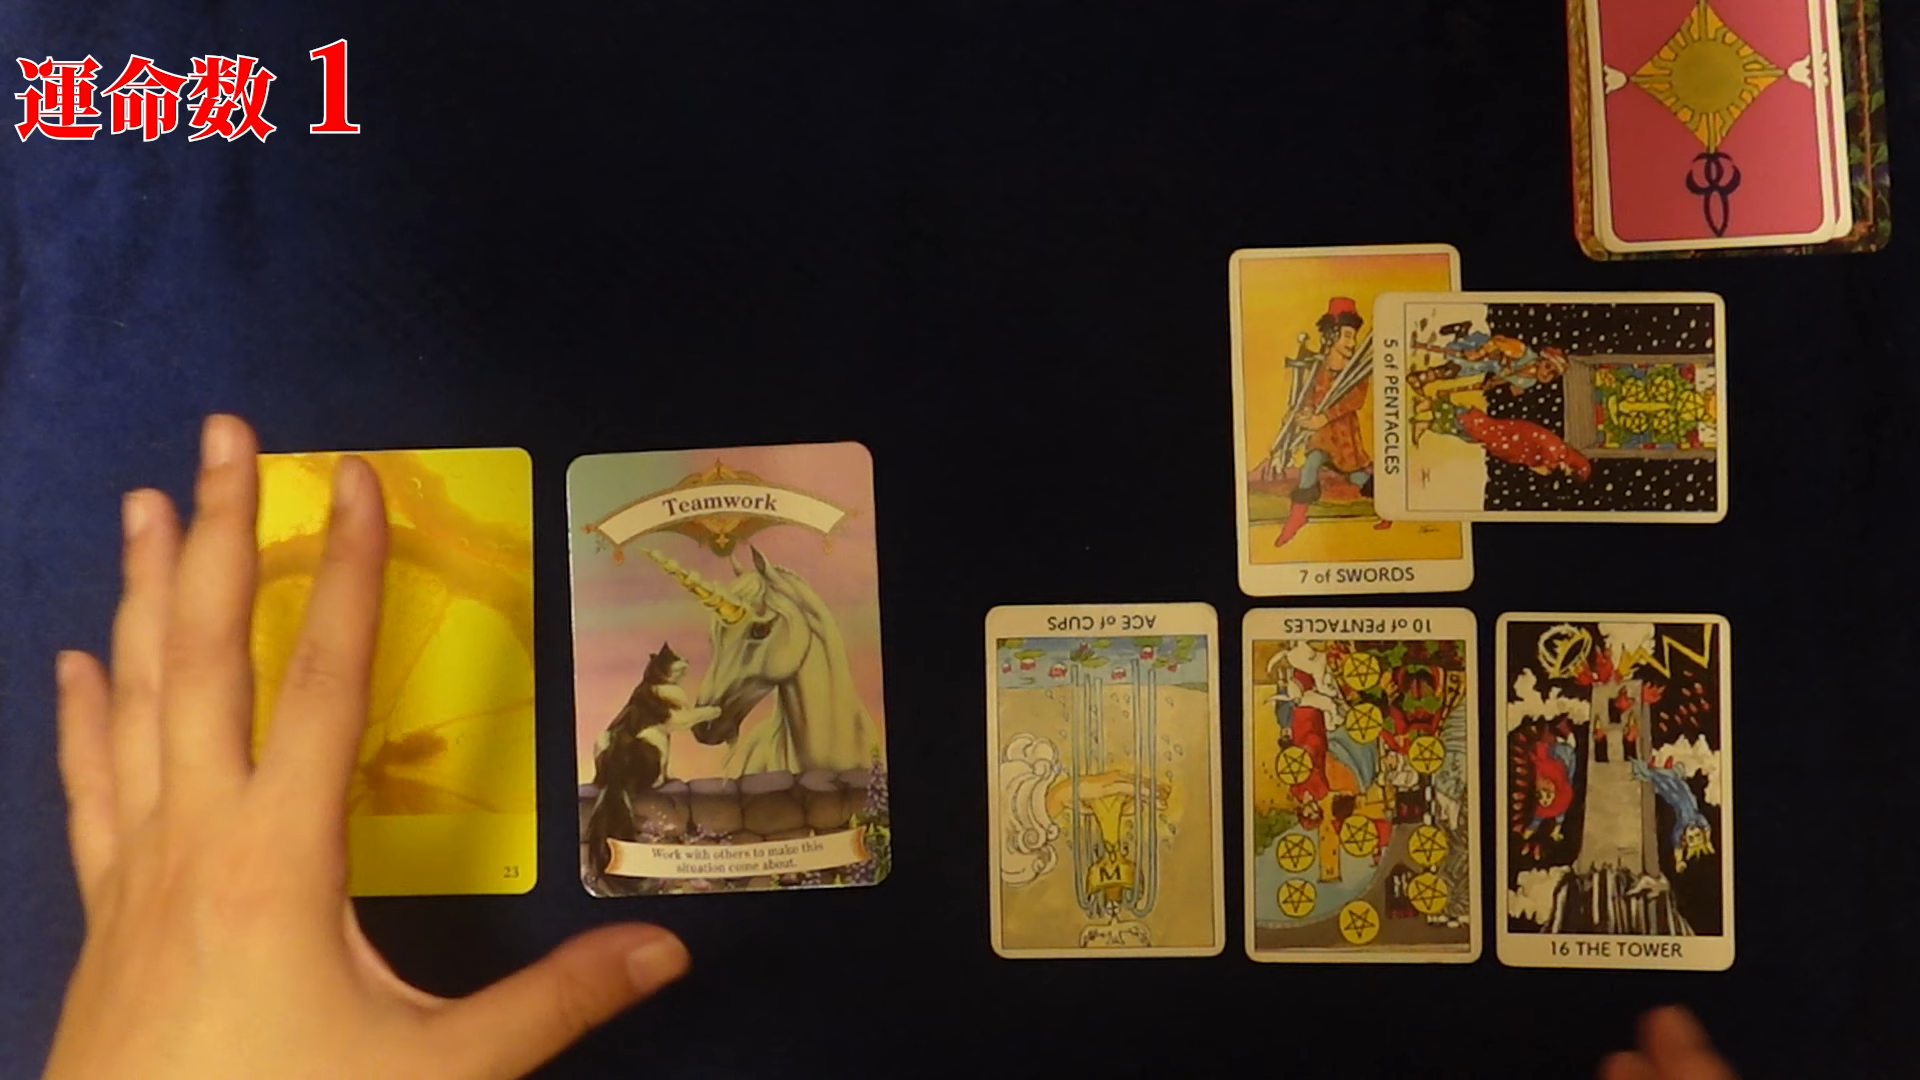 運命数 1
Teamwork
Work with others to make this
situation come about.
23
7 of SWORDS
5 of PENTACLES
ACE of CUPS
M
10 of PENTACLES
16 THE TOWER